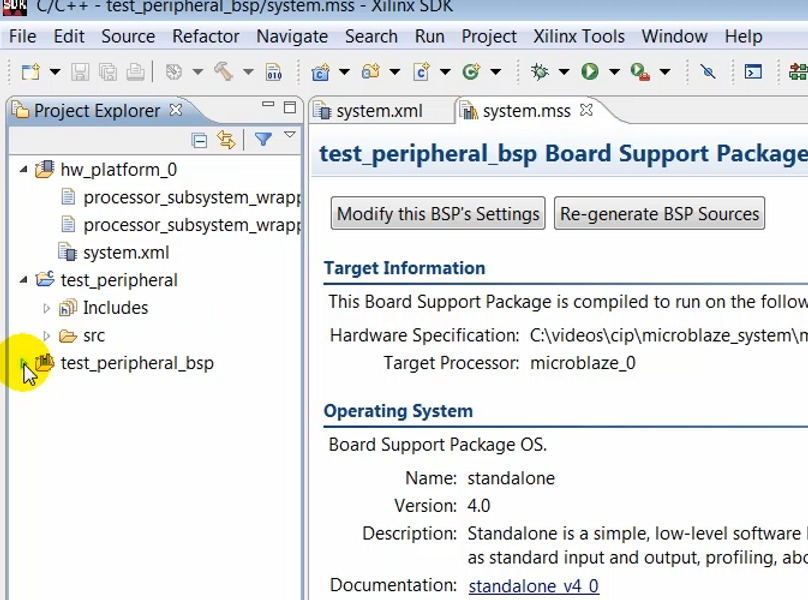 C/C++ - test_peripheral_bsp/system.mss - Xilinx SDK
File Edit Source Refactor Navigate Search Run Project Xilinx Tools Window Help
Project Explorer
system.xml system.mss
hw_platform_0
processor_subsystem_wrapp
processor_subsystem_wrapp
system.xml
test_peripheral
Includes
src
test_peripheral_bsp
test_peripheral_bsp Board Support Package
Modify this BSP's Settings Re-generate BSP Sources
Target Information
This Board Support Package is compiled to run on the follow
Hardware Specification: C:\videos\cip\microblaze_system\m
Target Processor: microblaze_0
Operating System
Board Support Package OS.
Name: standalone
Version: 4.0
Description: Standalone is a simple, low-level software
as standard input and output, profiling, abo
Documentation: standalone_v4_0